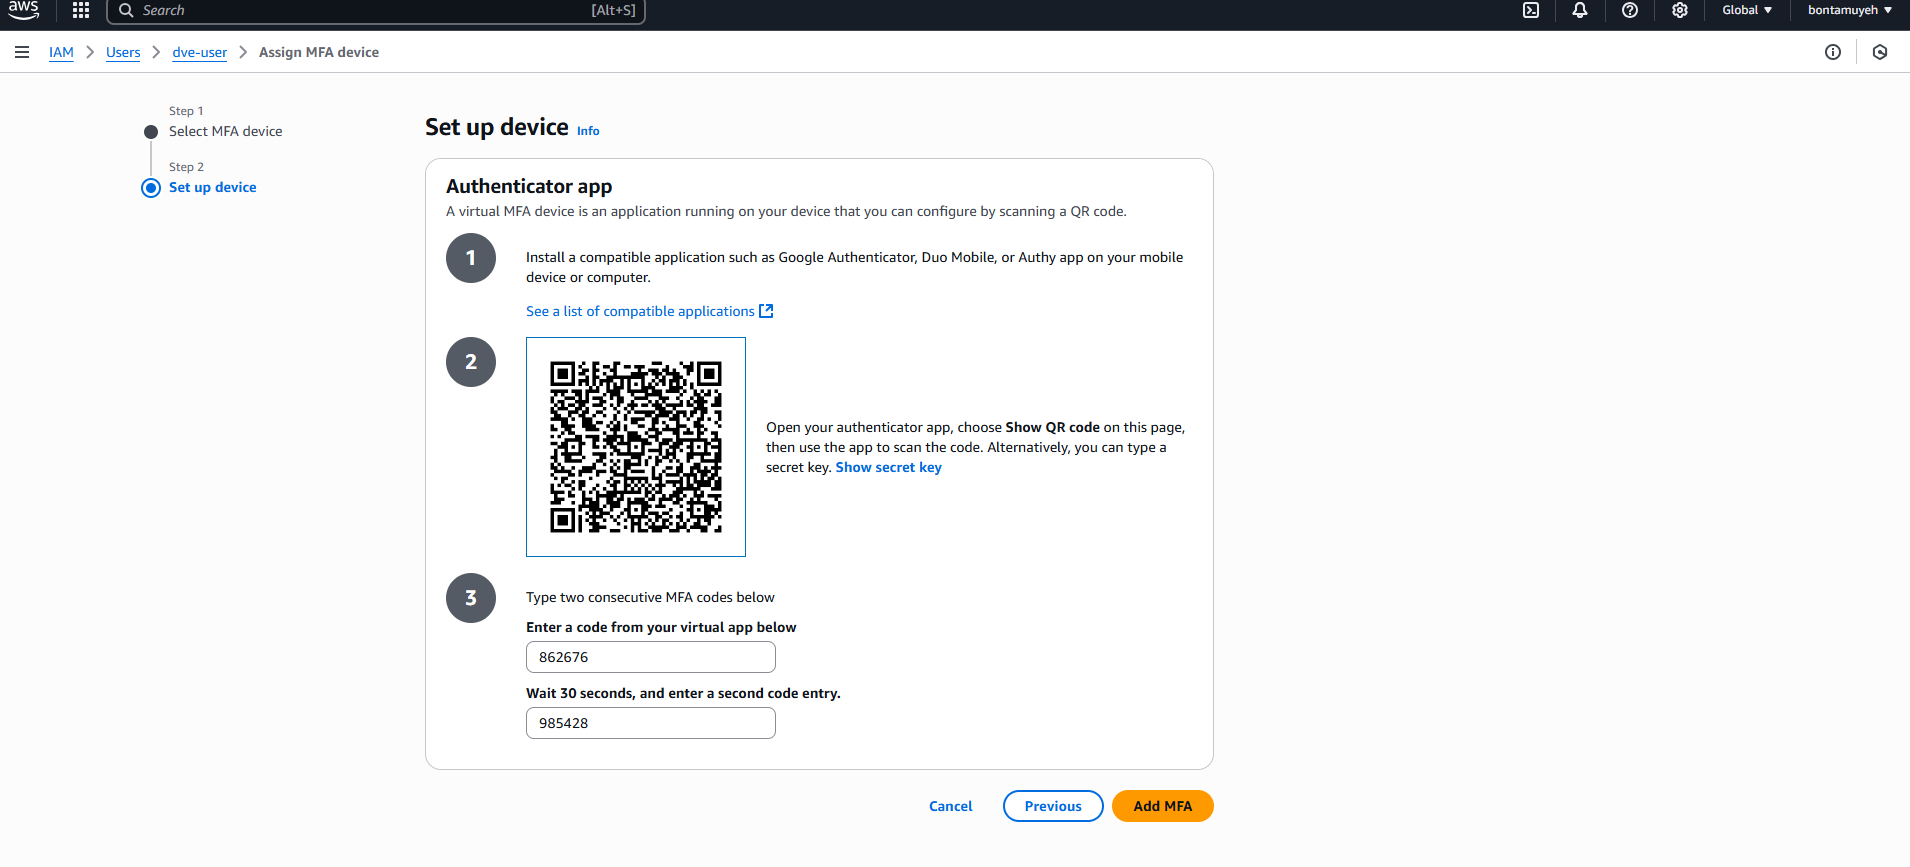 aws
Search [Alt+S]
Global bontamuyeh
IAM Users dve-user Assign MFA device
Step 1
Select MFA device
Step 2
Set up device
Set up device Info
Authenticator app
A virtual MFA device is an application running on your device that you can configure by scanning a QR code.
1
Install a compatible application such as Google Authenticator, Duo Mobile, or Authy app on your mobile
device or computer.
See a list of compatible applications
2
Open your authenticator app, choose Show QR code on this page,
then use the app to scan the code. Alternatively, you can type a
secret key. Show secret key
3
Type two consecutive MFA codes below
Enter a code from your virtual app below
862676
Wait 30 seconds, and enter a second code entry.
985428
Cancel Previous Add MFA